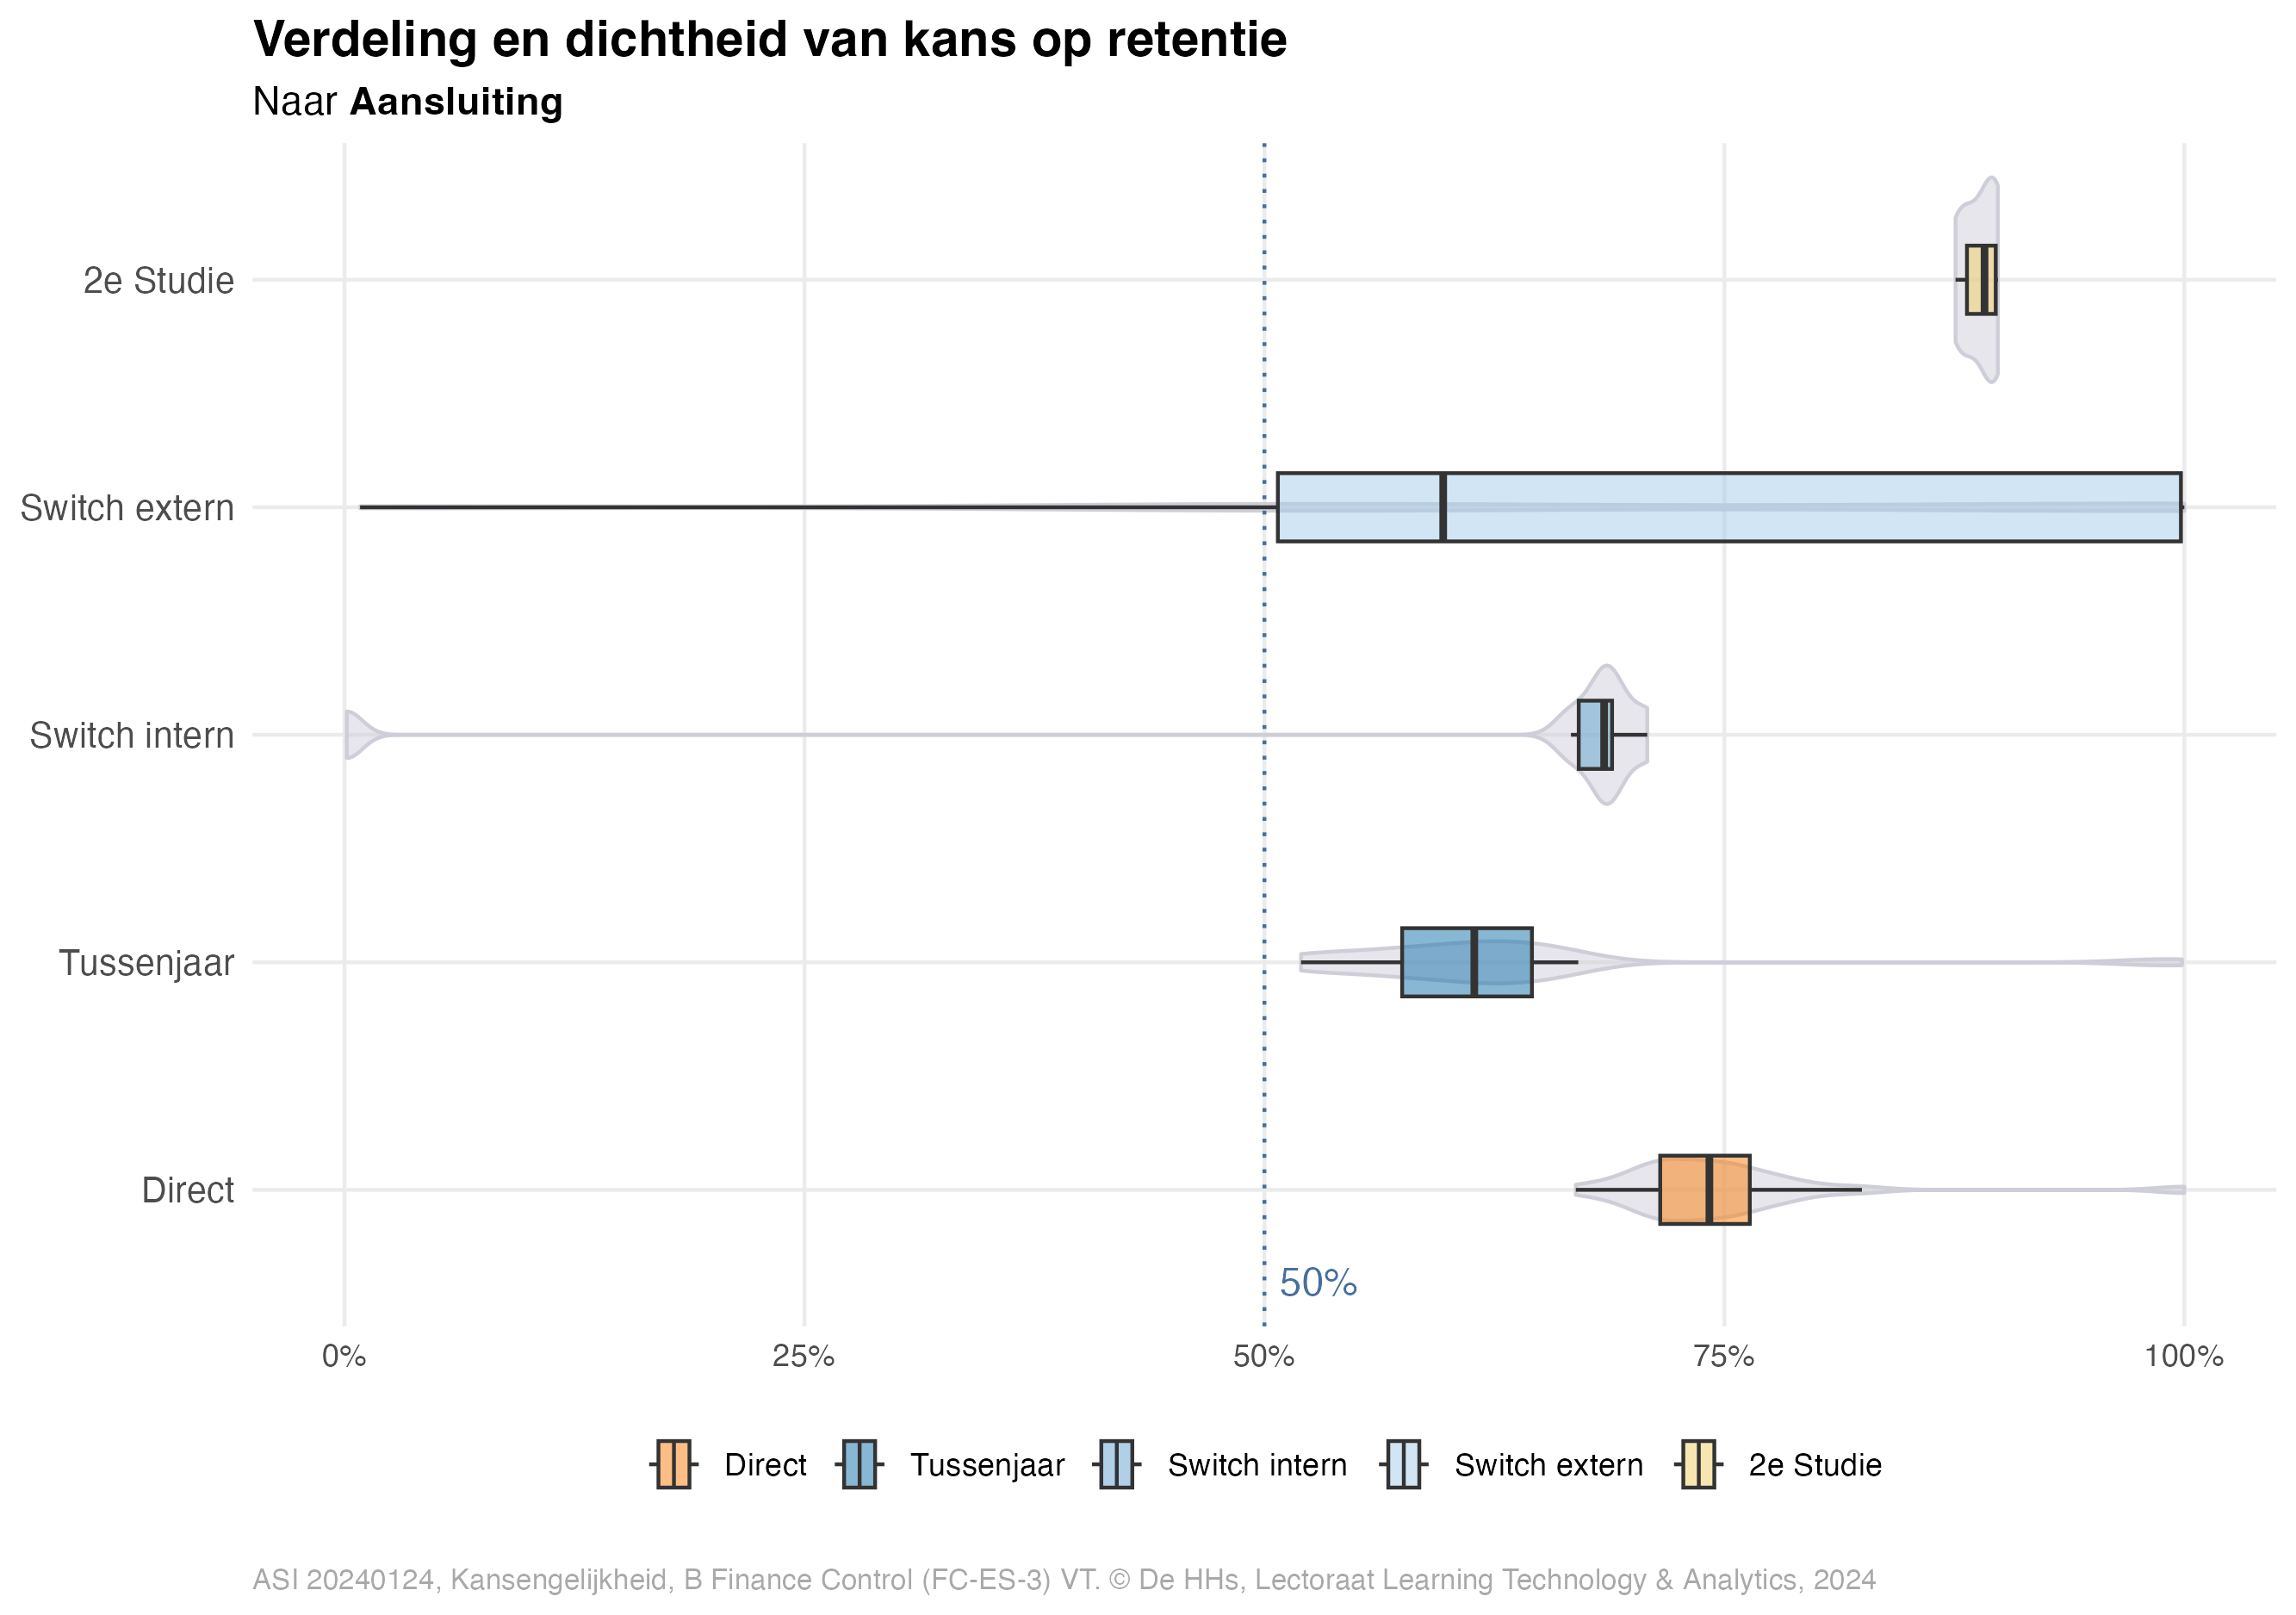 Verdeling en dichtheid van kans op retentie
Naar Aansluiting
2e Studie
Switch extern
Switch intern
Tussenjaar
Direct
50%
0% 25% 50% 75% 100%
Direct Tussenjaar Switch intern Switch extern 2e Studie
ASI 20240124, Kansengelijkheid, B Finance Control (FC-ES-3) VT. © De HHs, Lectoraat Learning Technology & Analytics, 2024